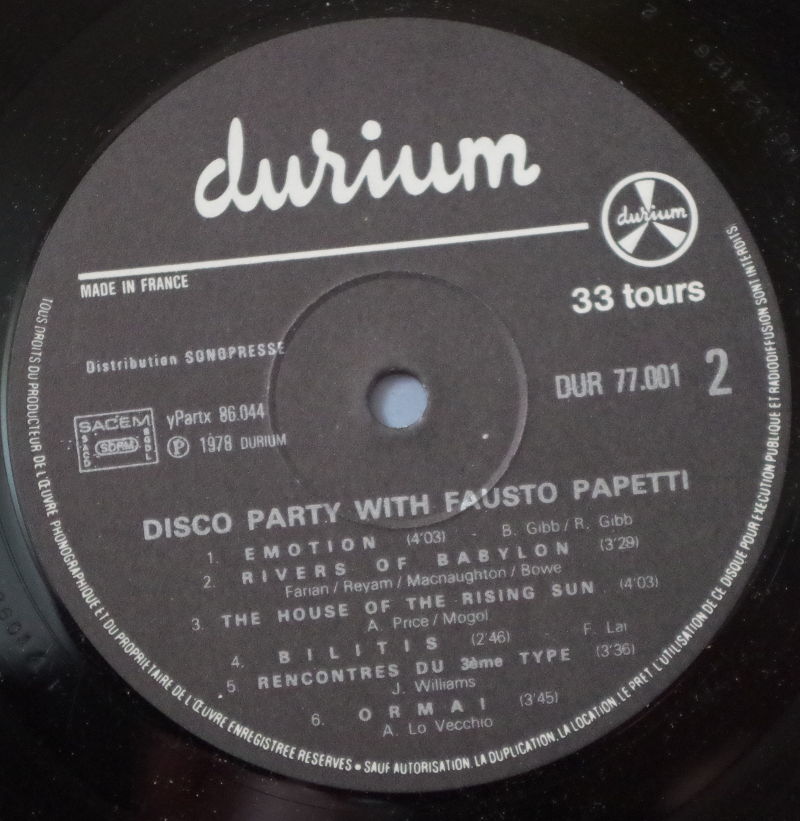 durium
durium
MADE IN FRANCE
33 tours
Distribution SONOPRESSE
DUR 77.001 2
SACEM
SACD SDRM SGDL
yPartx 86.044
Ⓟ 1978 DURIUM
DISCO PARTY WITH FAUSTO PAPETTI
1. EMOTION (4'03) B. Gibb / R. Gibb
2. RIVERS OF BABYLON (3'29)
Farian / Reyam / Macnaughton / Bowe
3. THE HOUSE OF THE RISING SUN (4'03)
A. Price / Mogol
4. BILITIS (2'46) F. Lai
5 RENCONTRES DU 3ème TYPE (3'36)
J. Williams
6. ORMAI (3'45)
A. Lo Vecchio
TOUS DROITS DU PRODUCTEUR DE L'ŒUVRE PHONOGRAPHIQUE ET DU PROPRIETAIRE DE L'ŒUVRE ENREGISTREE RESERVES • SAUF AUTORISATION, LA DUPLICATION, LA LOCATION, LE PRET, L'UTILISATION DE CE DISQUE POUR EXECUTION PUBLIQUE ET RADIODIFFUSION SONT INTERDITS